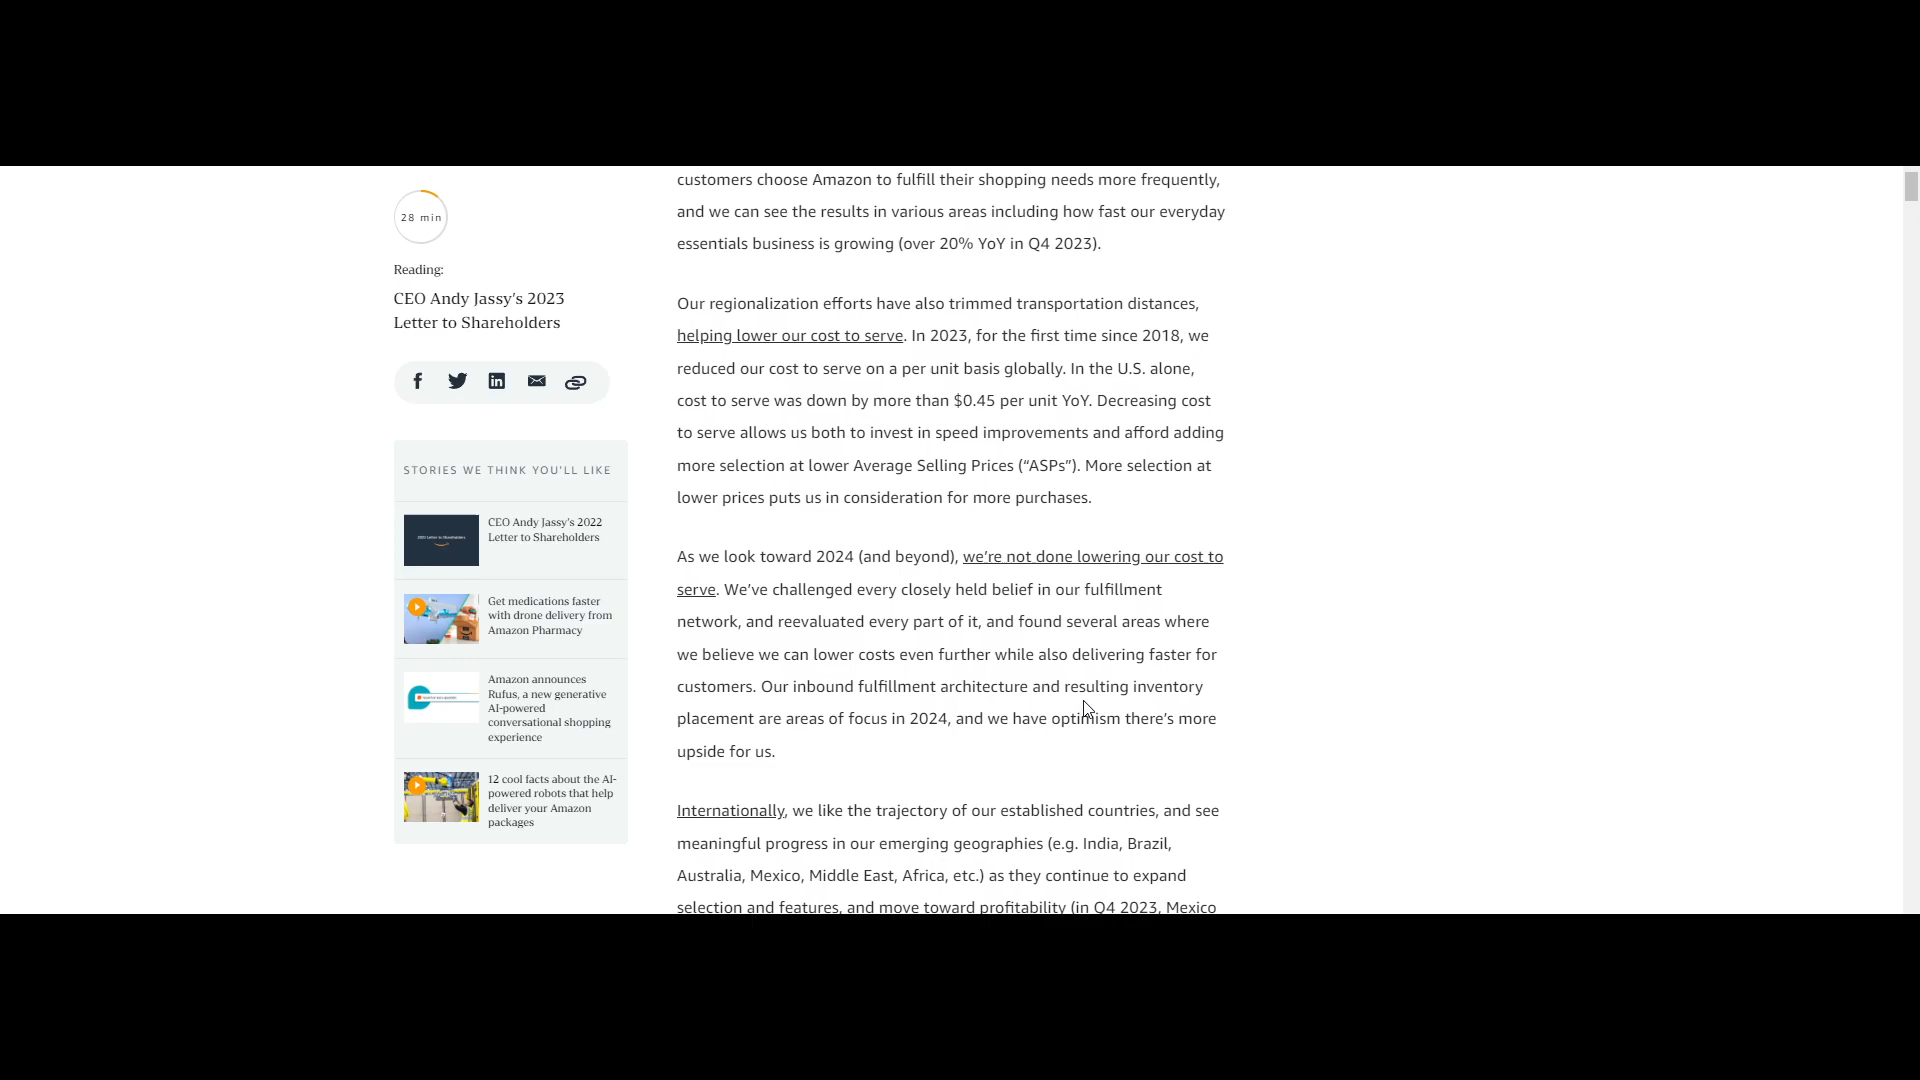 28 min
Reading:
CEO Andy Jassy's 2023
Letter to Shareholders
STORIES WE THINK YOU'LL LIKE
CEO Andy Jassy's 2022
Letter to Shareholders
Get medications faster
with drone delivery from
Amazon Pharmacy
Amazon announces
Rufus, a new generative
AI-powered
conversational shopping
experience
12 cool facts about the AI-
powered robots that help
deliver your Amazon
packages
customers choose Amazon to fulfill their shopping needs more frequently,
and we can see the results in various areas including how fast our everyday
essentials business is growing (over 20% YoY in Q4 2023).
Our regionalization efforts have also trimmed transportation distances,
helping lower our cost to serve. In 2023, for the first time since 2018, we
reduced our cost to serve on a per unit basis globally. In the U.S. alone,
cost to serve was down by more than $0.45 per unit YoY. Decreasing cost
to serve allows us both to invest in speed improvements and afford adding
more selection at lower Average Selling Prices (“ASPs”). More selection at
lower prices puts us in consideration for more purchases.
As we look toward 2024 (and beyond), we’re not done lowering our cost to
serve. We’ve challenged every closely held belief in our fulfillment
network, and reevaluated every part of it, and found several areas where
we believe we can lower costs even further while also delivering faster for
customers. Our inbound fulfillment architecture and resulting inventory
placement are areas of focus in 2024, and we have optimism there’s more
upside for us.
Internationally, we like the trajectory of our established countries, and see
meaningful progress in our emerging geographies (e.g. India, Brazil,
Australia, Mexico, Middle East, Africa, etc.) as they continue to expand
selection and features, and move toward profitability (in Q4 2023, Mexico